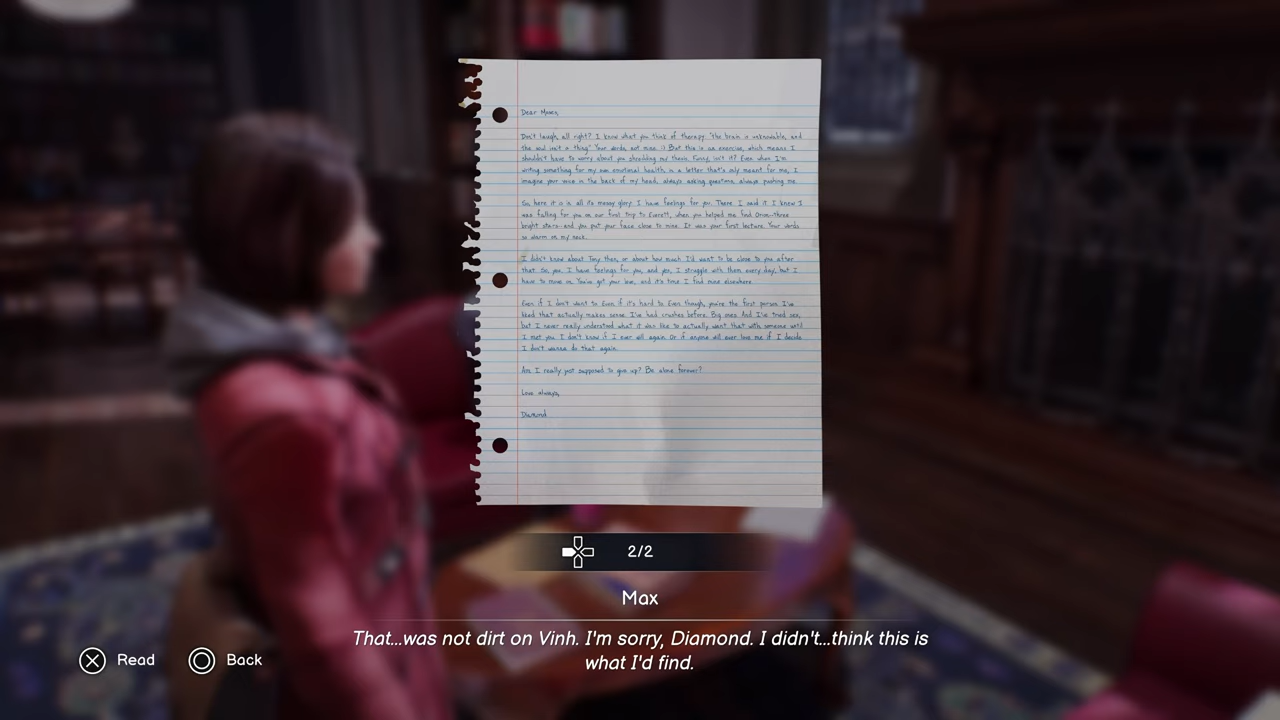 Dear Moses,
Don't laugh, all right? I know what you think of therapy "the brain is unknowable, and
the soul isn't a thing." Your words, not mine. :) But this is an exercise, which means I
shouldn't have to worry about you shredding my thesis. Funny, isn't it? Even when I'm
writing something for my own emotional health in a letter that's only meant for me, I
imagine your voice in the back of my head, always asking questions, always pushing me.
So, here it is in all it's messy glory. I have feelings for you. There. I said it. I knew I
was falling for you on our first trip to Everett, when you helped me find Orion—three
bright stars—and you put your face close to mine. It was your first lecture. Your words
so warm on my neck.
I didn't know about Tony then, or about how much I'd want to be close to you after
that. So, yes, I have feelings for you, and yes, I struggle with them every day, but I
have to move on. You've got your love, and it's time I find mine elsewhere.
Even if I don't want to. Even if it's hard to. Even though, you're the first person I've
liked that actually makes sense. I've had crushes before. Big ones. And I've tried sex,
but I never really understood what it was like to actually want that with someone until
I met you. I don't know if I ever will again. Or if anyone will ever love me if I decide
I don't wanna do that again.
Am I really just supposed to give up? Be alone forever?
Love always,
Diamond
2/2
Max
That...was not dirt on Vinh. I'm sorry, Diamond. I didn't...think this is
what I'd find.
Read
Back